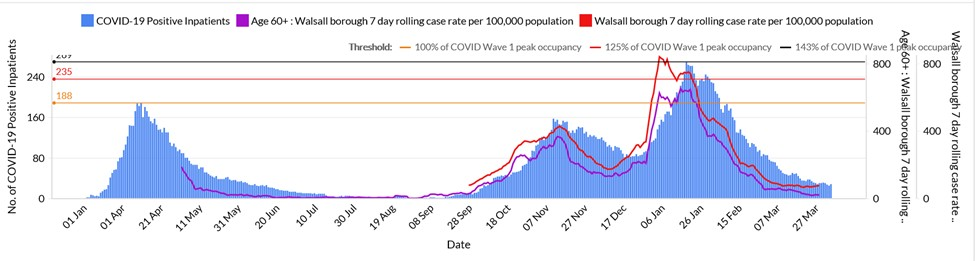 COVID-19 Positive Inpatients Age 60+ : Walsall borough 7 day rolling case rate per 100,000 population Walsall borough 7 day rolling case rate per 100,000 population
Threshold: 100% of COVID Wave 1 peak occupancy 125% of COVID Wave 1 peak occupancy 143% of COVID Wave 1 peak occupancy
No. of COVID-19 Positive Inpatients
240
160
80
0
269
235
188
800
400
0
Age 60+ : Walsall borough 7 day rolling ..
800
400
0
Walsall borough 7 day rolling case rate ..
01 Jan 01 Apr 21 Apr 11 May 31 May 20 Jun 10 Jul 30 Jul 19 Aug 08 Sep 28 Sep 18 Oct 07 Nov 27 Nov 17 Dec 06 Jan 26 Jan 15 Feb 07 Mar 27 Mar
Date